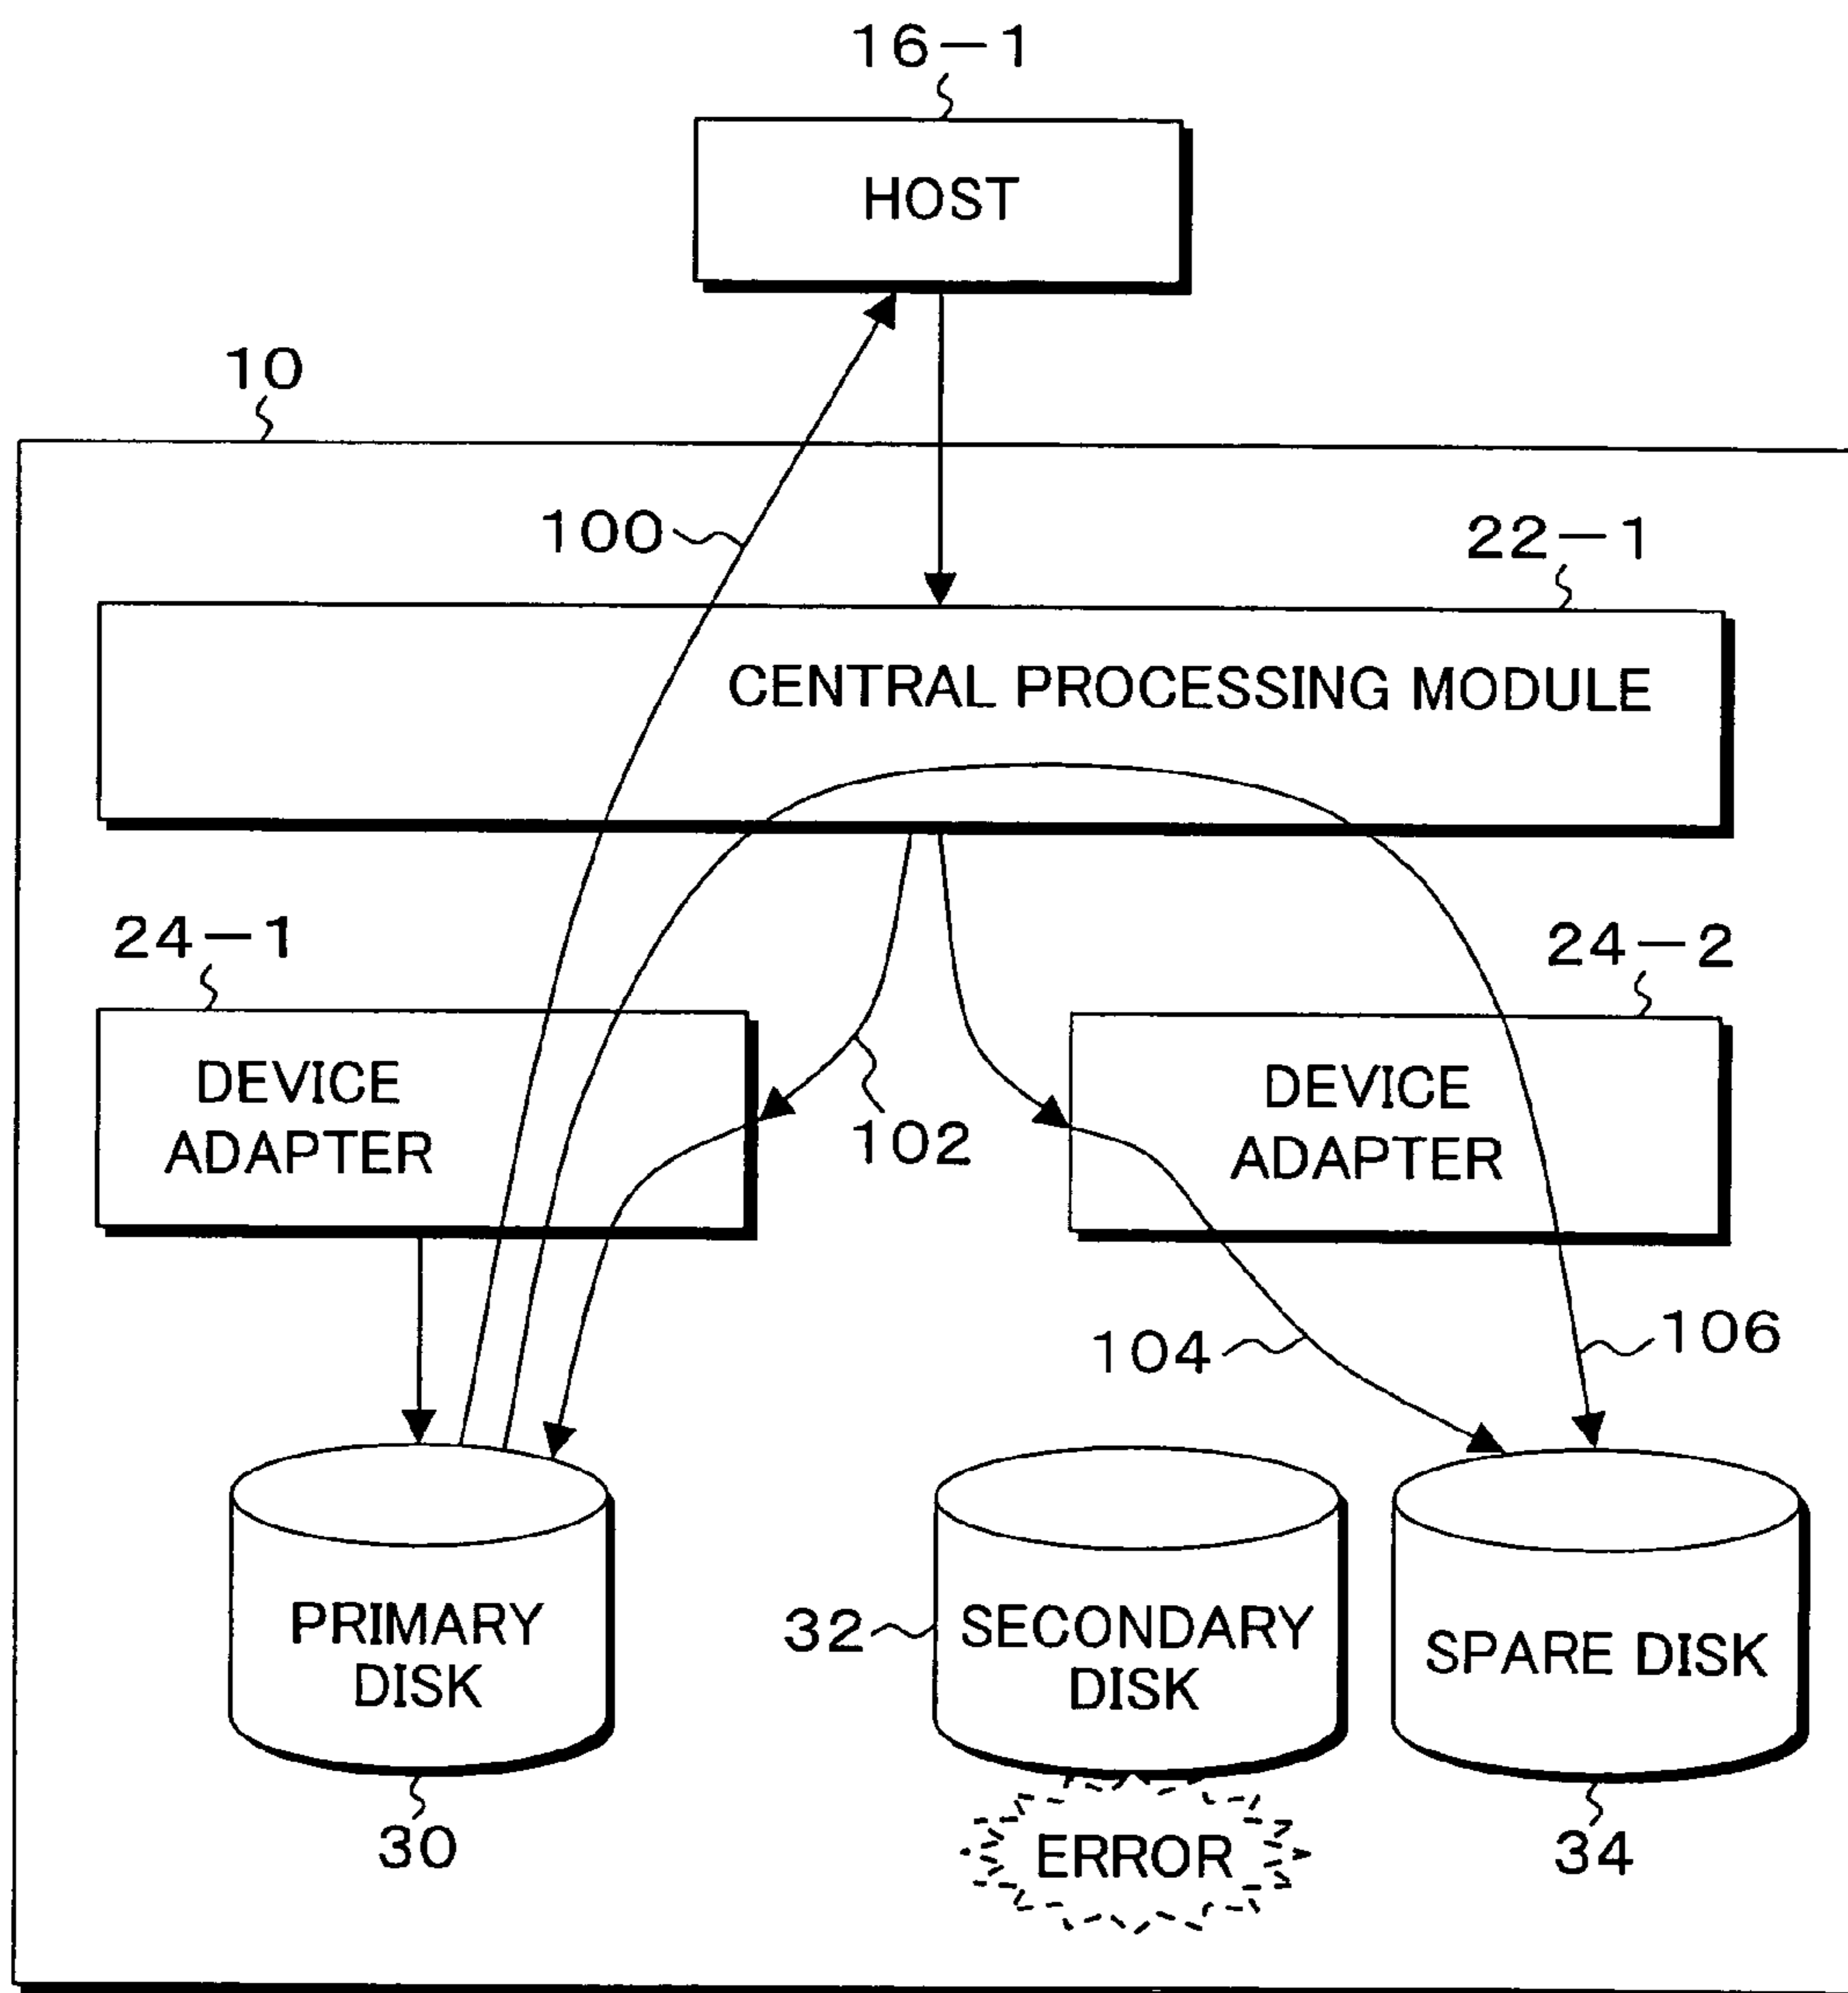 16-1
HOST
10
100
22-1
CENTRAL PROCESSING MODULE
24-1
24-2
DEVICE
ADAPTER
DEVICE
ADAPTER
102
104
106
PRIMARY
DISK
32
SECONDARY
DISK
SPARE DISK
30
ERROR
34